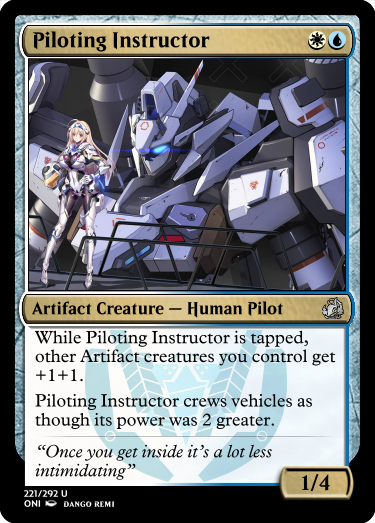 Piloting Instructor
Artifact Creature — Human Pilot
While Piloting Instructor is tapped,
other Artifact creatures you control get
+1+1.
Piloting Instructor crews vehicles as
though its power was 2 greater.
“Once you get inside it’s a lot less
intimidating”
1/4
221/292 U
ONI DANGO REMI